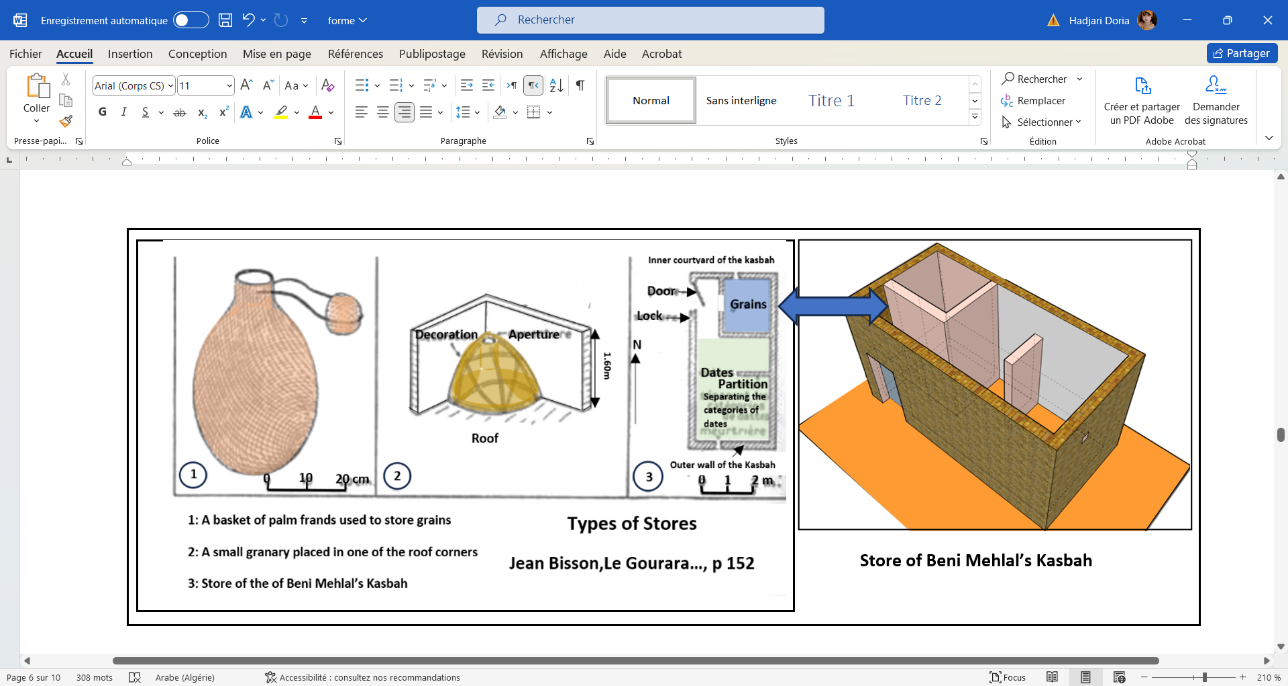 Enregistrement automatique
forme
Rechercher
Hadjari Doria
Fichier
Accueil
Insertion
Conception
Mise en page
Références
Publipostage
Révision
Affichage
Aide
Acrobat
Partager
Coller
Presse-papi...
Arial (Corps CS)
11
Aa
G I S ab x₂ x² A A
Police
Paragraphe
Normal
Sans interligne
Titre 1
Titre 2
Styles
Rechercher
Remplacer
Sélectionner
Édition
Créer et partager
un PDF Adobe
Demander
des signatures
Adobe Acrobat
Inner courtyard of the kasbah
Door
Grains
Lock
N
Decoration
Aperture
1.60m
Dates
Partition
Separating the
categories of
dates
meurtrière
Roof
Outer wall of the Kasbah
1
0 10 20 cm
2
3
0 1 2 m
1: A basket of palm frands used to store grains
2: A small granary placed in one of the roof corners
3: Store of the of Beni Mehlal's Kasbah
Types of Stores
Jean Bisson,Le Gourara..., p 152
Store of Beni Mehlal's Kasbah
Page 6 sur 10
308 mots
Arabe (Algérie)
Accessibilité : consultez nos recommandations
Focus
210 %